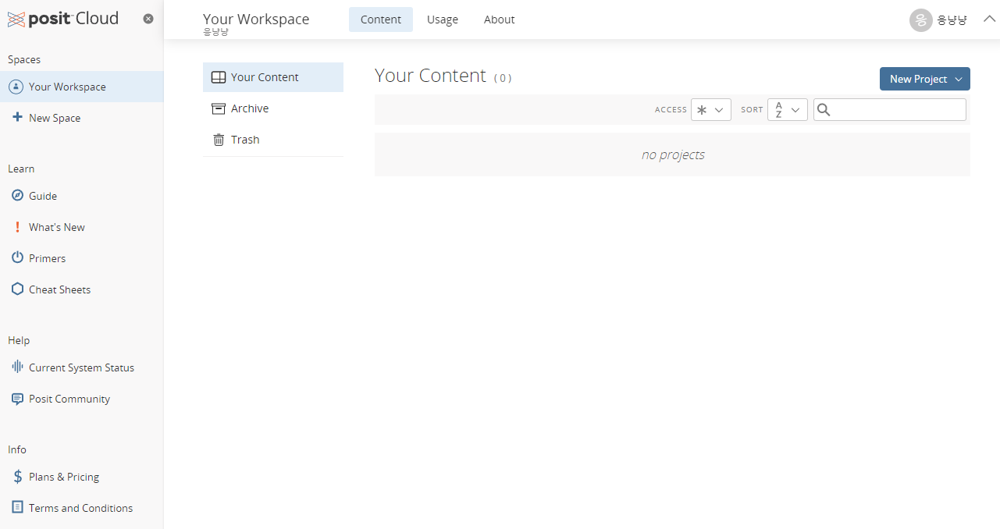 posit Cloud
Spaces
Your Workspace
New Space
Learn
Guide
What's New
Primers
Cheat Sheets
Help
Current System Status
Posit Community
Info
Plans & Pricing
Terms and Conditions
Your Workspace
응냥냥
Content
Usage
About
응
응냥냥
Your Content
Archive
Trash
Your Content ( 0 )
New Project
ACCESS
SORT
A
Z
no projects